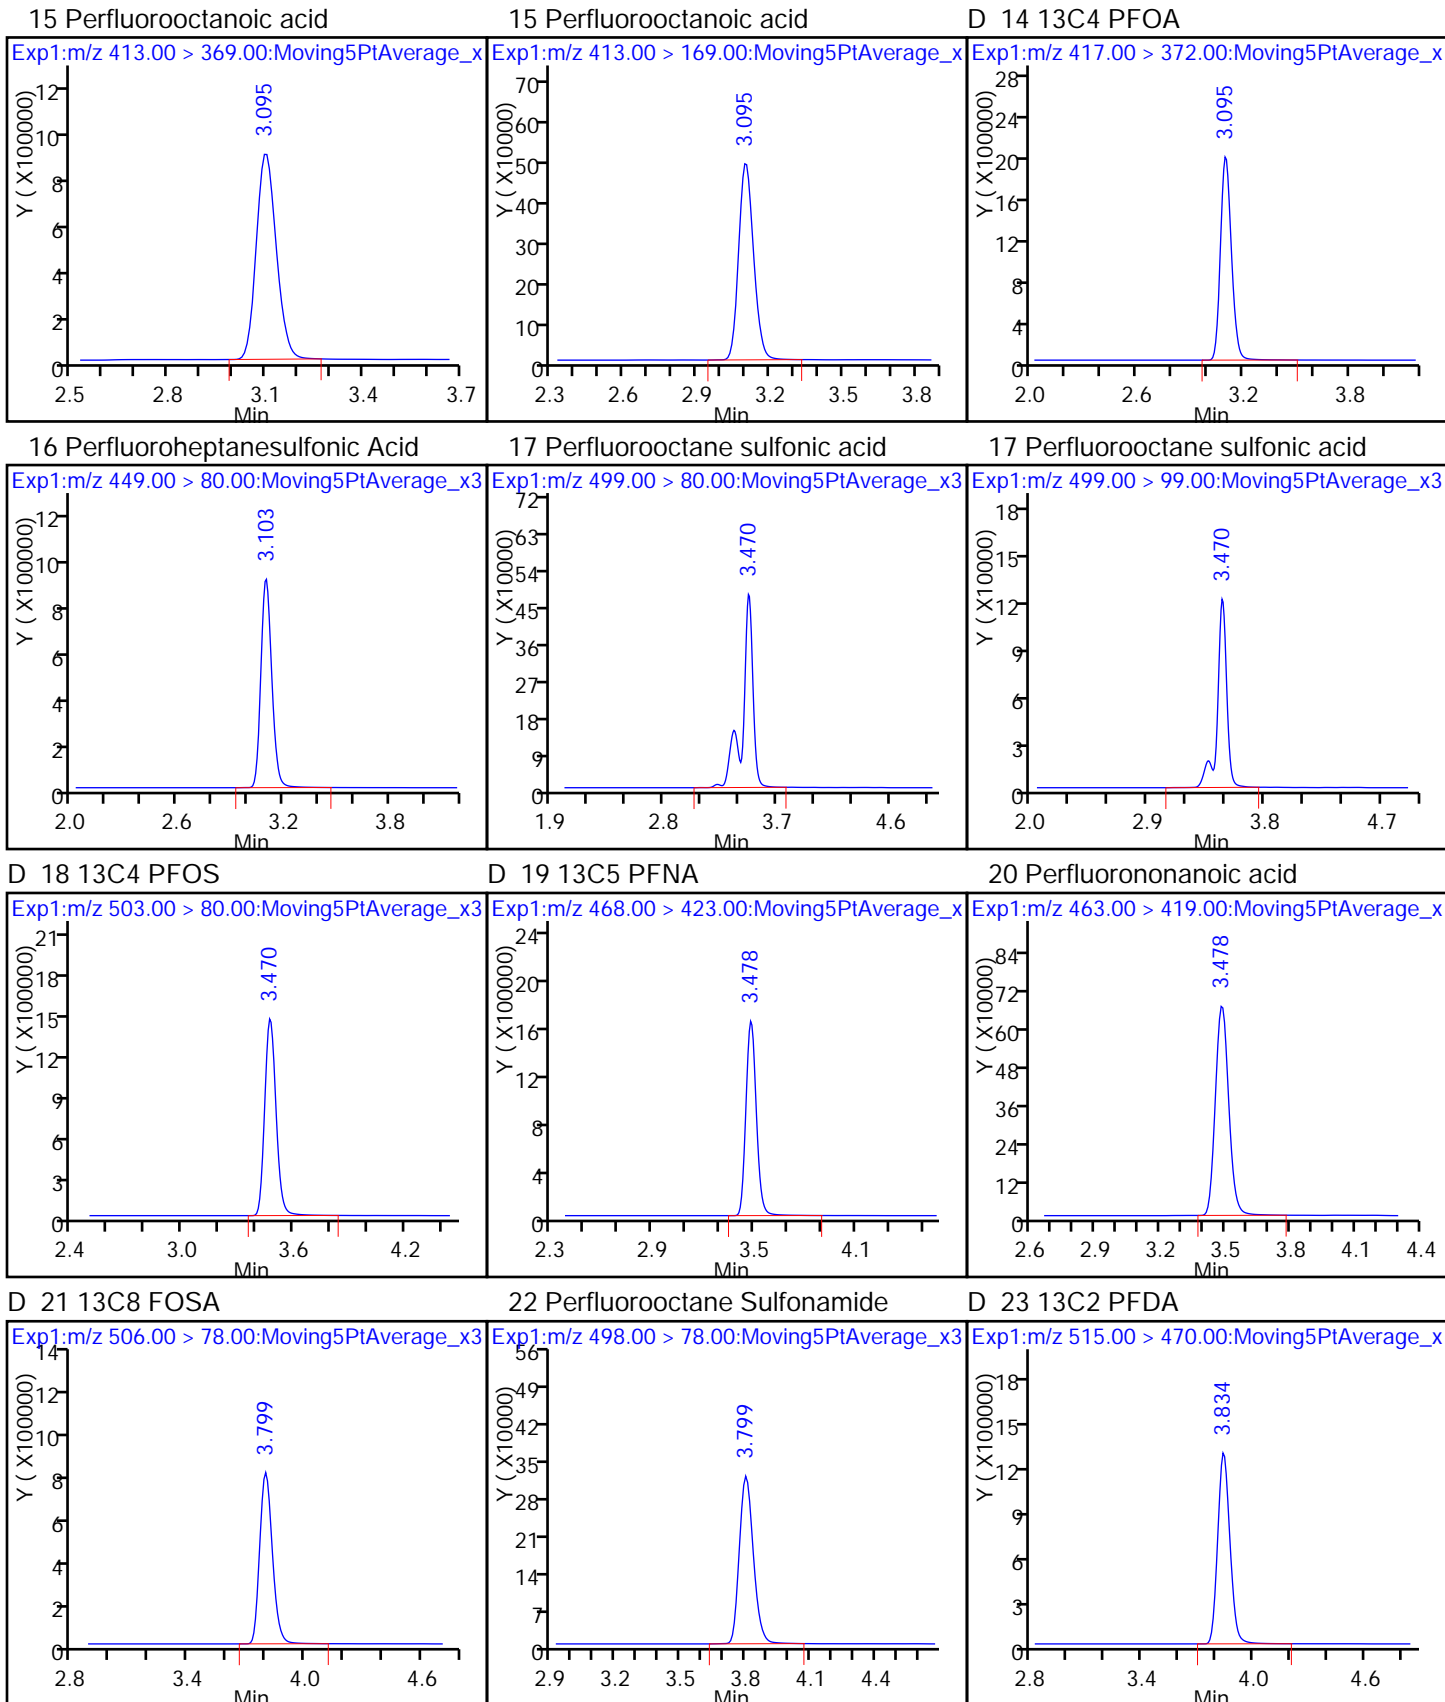 15 Perfluorooctanoic acid
15 Perfluorooctanoic acid
D 14 13C4 PFOA
Exp1:m/z 413.00 > 369.00:Moving5PtAverage_x
Exp1:m/z 413.00 > 169.00:Moving5PtAverage_x
Exp1:m/z 417.00 > 372.00:Moving5PtAverage_x
Y ( X100000)
12
10
8
6
4
2
0
3.095
2.5 2.8 3.1 3.4 3.7
Min
Y ( X10000)
70
60
50
40
30
20
10
0
3.095
2.3 2.6 2.9 3.2 3.5 3.8
Min
Y ( X100000)
28
24
20
16
12
8
4
0
3.095
2.0 2.6 3.2 3.8
Min
16 Perfluoroheptanesulfonic Acid
17 Perfluorooctane sulfonic acid
17 Perfluorooctane sulfonic acid
Exp1:m/z 449.00 > 80.00:Moving5PtAverage_x3
Exp1:m/z 499.00 > 80.00:Moving5PtAverage_x3
Exp1:m/z 499.00 > 99.00:Moving5PtAverage_x3
Y ( X100000)
12
10
8
6
4
2
0
3.103
2.0 2.6 3.2 3.8
Min
Y ( X10000)
72
63
54
45
36
27
18
9
0
3.470
1.9 2.8 3.7 4.6
Min
Y ( X10000)
18
15
12
9
6
3
0
3.470
2.0 2.9 3.8 4.7
Min
D 18 13C4 PFOS
D 19 13C5 PFNA
20 Perfluorononanoic acid
Exp1:m/z 503.00 > 80.00:Moving5PtAverage_x3
Exp1:m/z 468.00 > 423.00:Moving5PtAverage_x
Exp1:m/z 463.00 > 419.00:Moving5PtAverage_x
Y ( X100000)
21
18
15
12
9
6
3
0
3.470
2.4 3.0 3.6 4.2
Min
Y ( X100000)
24
20
16
12
8
4
0
3.478
2.3 2.9 3.5 4.1
Min
Y ( X10000)
84
72
60
48
36
24
12
0
3.478
2.6 2.9 3.2 3.5 3.8 4.1 4.4
Min
D 21 13C8 FOSA
22 Perfluorooctane Sulfonamide
D 23 13C2 PFDA
Exp1:m/z 506.00 > 78.00:Moving5PtAverage_x3
Exp1:m/z 498.00 > 78.00:Moving5PtAverage_x3
Exp1:m/z 515.00 > 470.00:Moving5PtAverage_x
Y ( X100000)
14
12
10
8
6
4
2
0
3.799
2.8 3.4 4.0 4.6
Min
Y ( X10000)
56
49
42
35
28
21
14
7
0
3.799
2.9 3.2 3.5 3.8 4.1 4.4
Min
Y ( X100000)
18
15
12
9
6
3
0
3.834
2.8 3.4 4.0 4.6
Min